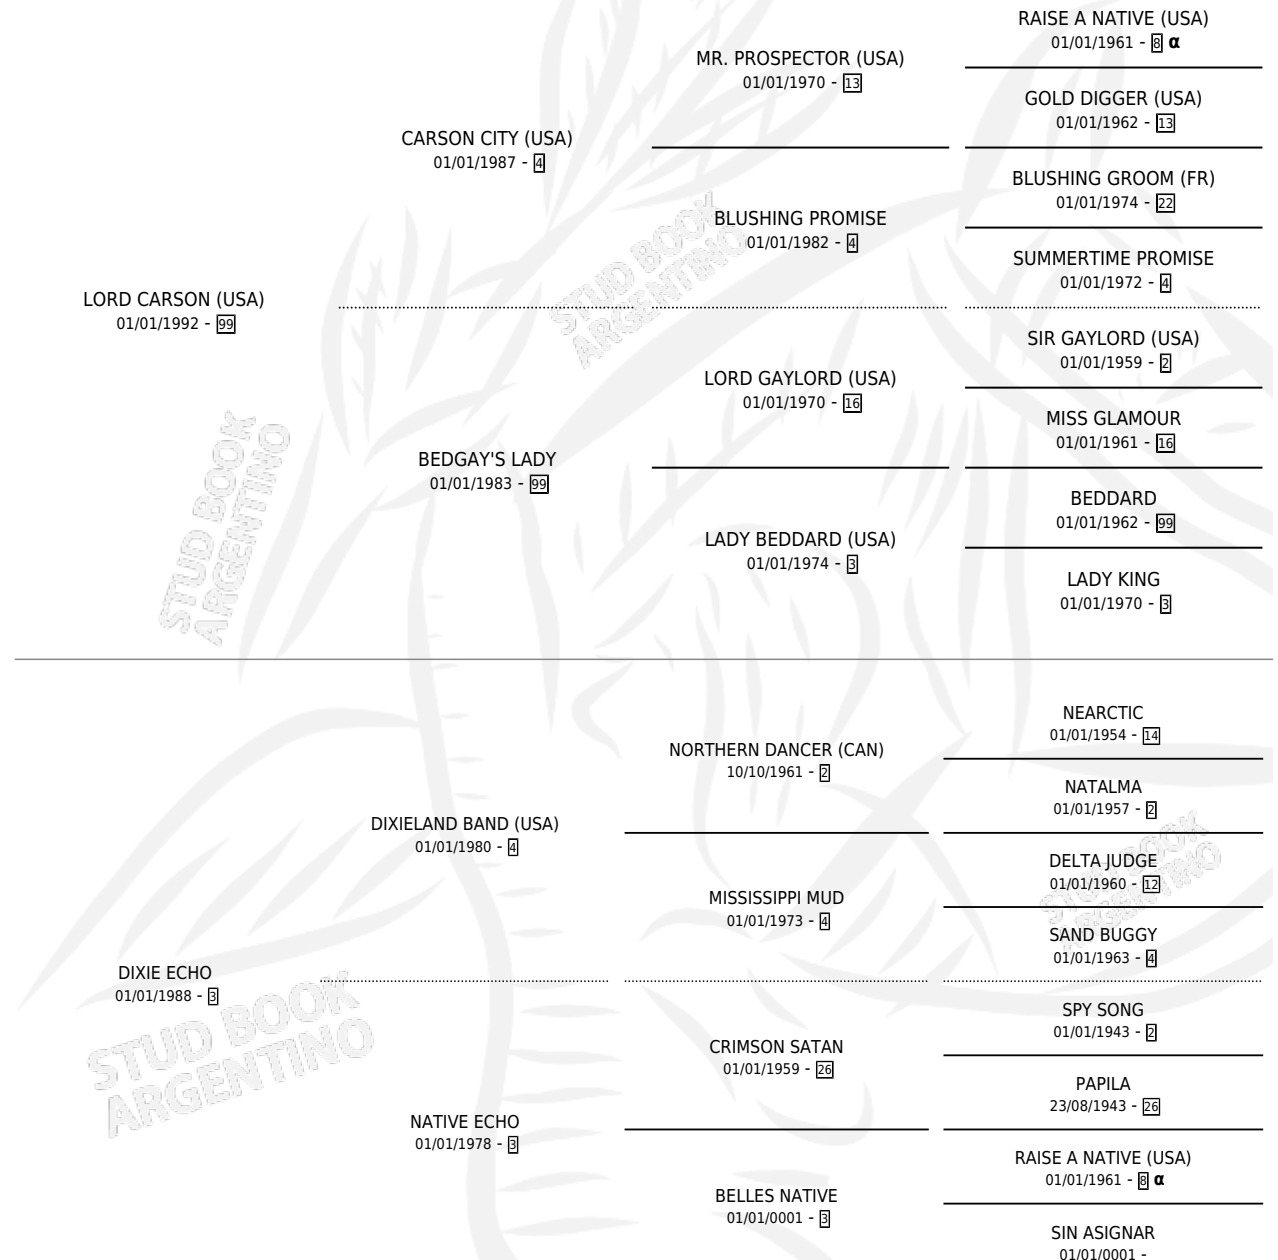 RAISE A NATIVE (USA)
01/01/1961 - 8 α
MR. PROSPECTOR (USA)
01/01/1970 - 13
GOLD DIGGER (USA)
01/01/1962 - 13
CARSON CITY (USA)
01/01/1987 - 4
BLUSHING GROOM (FR)
01/01/1974 - 22
BLUSHING PROMISE
01/01/1982 - 4
SUMMERTIME PROMISE
01/01/1972 - 4
LORD CARSON (USA)
01/01/1992 - 99
SIR GAYLORD (USA)
01/01/1959 - 2
LORD GAYLORD (USA)
01/01/1970 - 16
MISS GLAMOUR
01/01/1961 - 16
BEDGAY'S LADY
01/01/1983 - 99
BEDDARD
01/01/1962 - 99
LADY BEDDARD (USA)
01/01/1974 - 3
LADY KING
01/01/1970 - 3
NEARCTIC
01/01/1954 - 14
NORTHERN DANCER (CAN)
10/10/1961 - 2
NATALMA
01/01/1957 - 2
DIXIELAND BAND (USA)
01/01/1980 - 4
DELTA JUDGE
01/01/1960 - 12
MISSISSIPPI MUD
01/01/1973 - 4
SAND BUGGY
01/01/1963 - 4
DIXIE ECHO
01/01/1988 - 3
SPY SONG
01/01/1943 - 2
CRIMSON SATAN
01/01/1959 - 26
PAPILA
23/08/1943 - 26
NATIVE ECHO
01/01/1978 - 3
RAISE A NATIVE (USA)
01/01/1961 - 8 α
BELLES NATIVE
01/01/0001 - 3
SIN ASIGNAR
01/01/0001 -
STUD BOOK
ARGENTINO
STUD BOOK
ARGENTINO
STUD BOOK
ARGENTINO
STUD BOOK
ARGENTINO